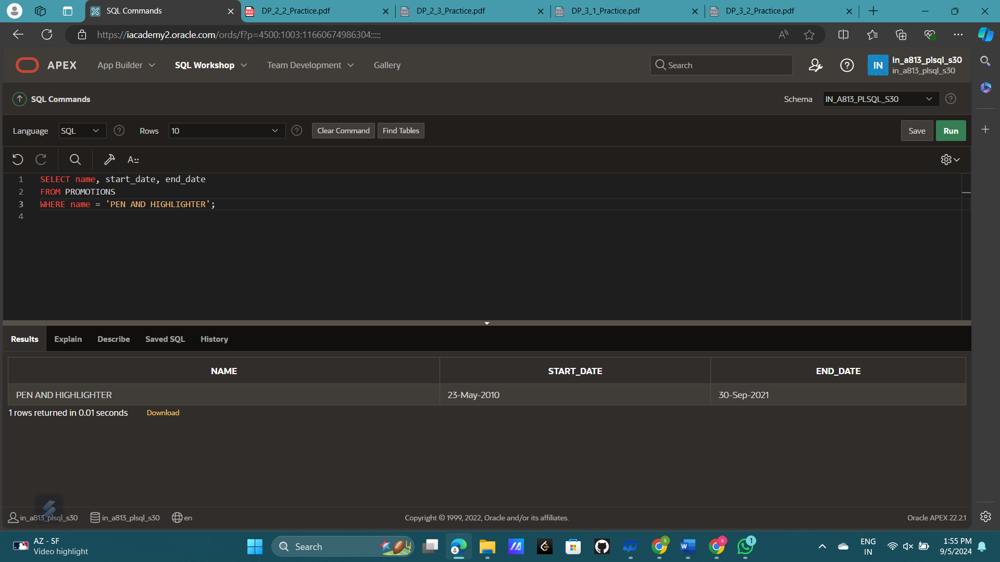 SQL Commands
DP_2_2_Practice.pdf
DP_2_3_Practice.pdf
DP_3_1_Practice.pdf
DP_3_2_Practice.pdf
https://iacademy2.oracle.com/ords/f?p=4500:1003:11660674986304:::::
APEX
App Builder
SQL Workshop
Team Development
Gallery
Search
IN
in_a813_plsql_s30
in_a813_plsql_s30
SQL Commands
Schema
IN_A813_PLSQL_S30
Language
SQL
Rows
10
Clear Command
Find Tables
Save
Run
A::
1 SELECT name, start_date, end_date
2 FROM PROMOTIONS
3 WHERE name = 'PEN AND HIGHLIGHTER';
4
Results
Explain
Describe
Saved SQL
History
NAME START_DATE END_DATE
PEN AND HIGHLIGHTER 23-May-2010 30-Sep-2021
1 rows returned in 0.01 seconds
Download
in_a813_plsql_s30
in_a813_plsql_s30
en
Copyright © 1999, 2022, Oracle and/or its affiliates.
Oracle APEX 22.2.1
AZ - SF
Video highlight
Search
S
W
S
1
ENG
IN
1:55 PM
9/5/2024